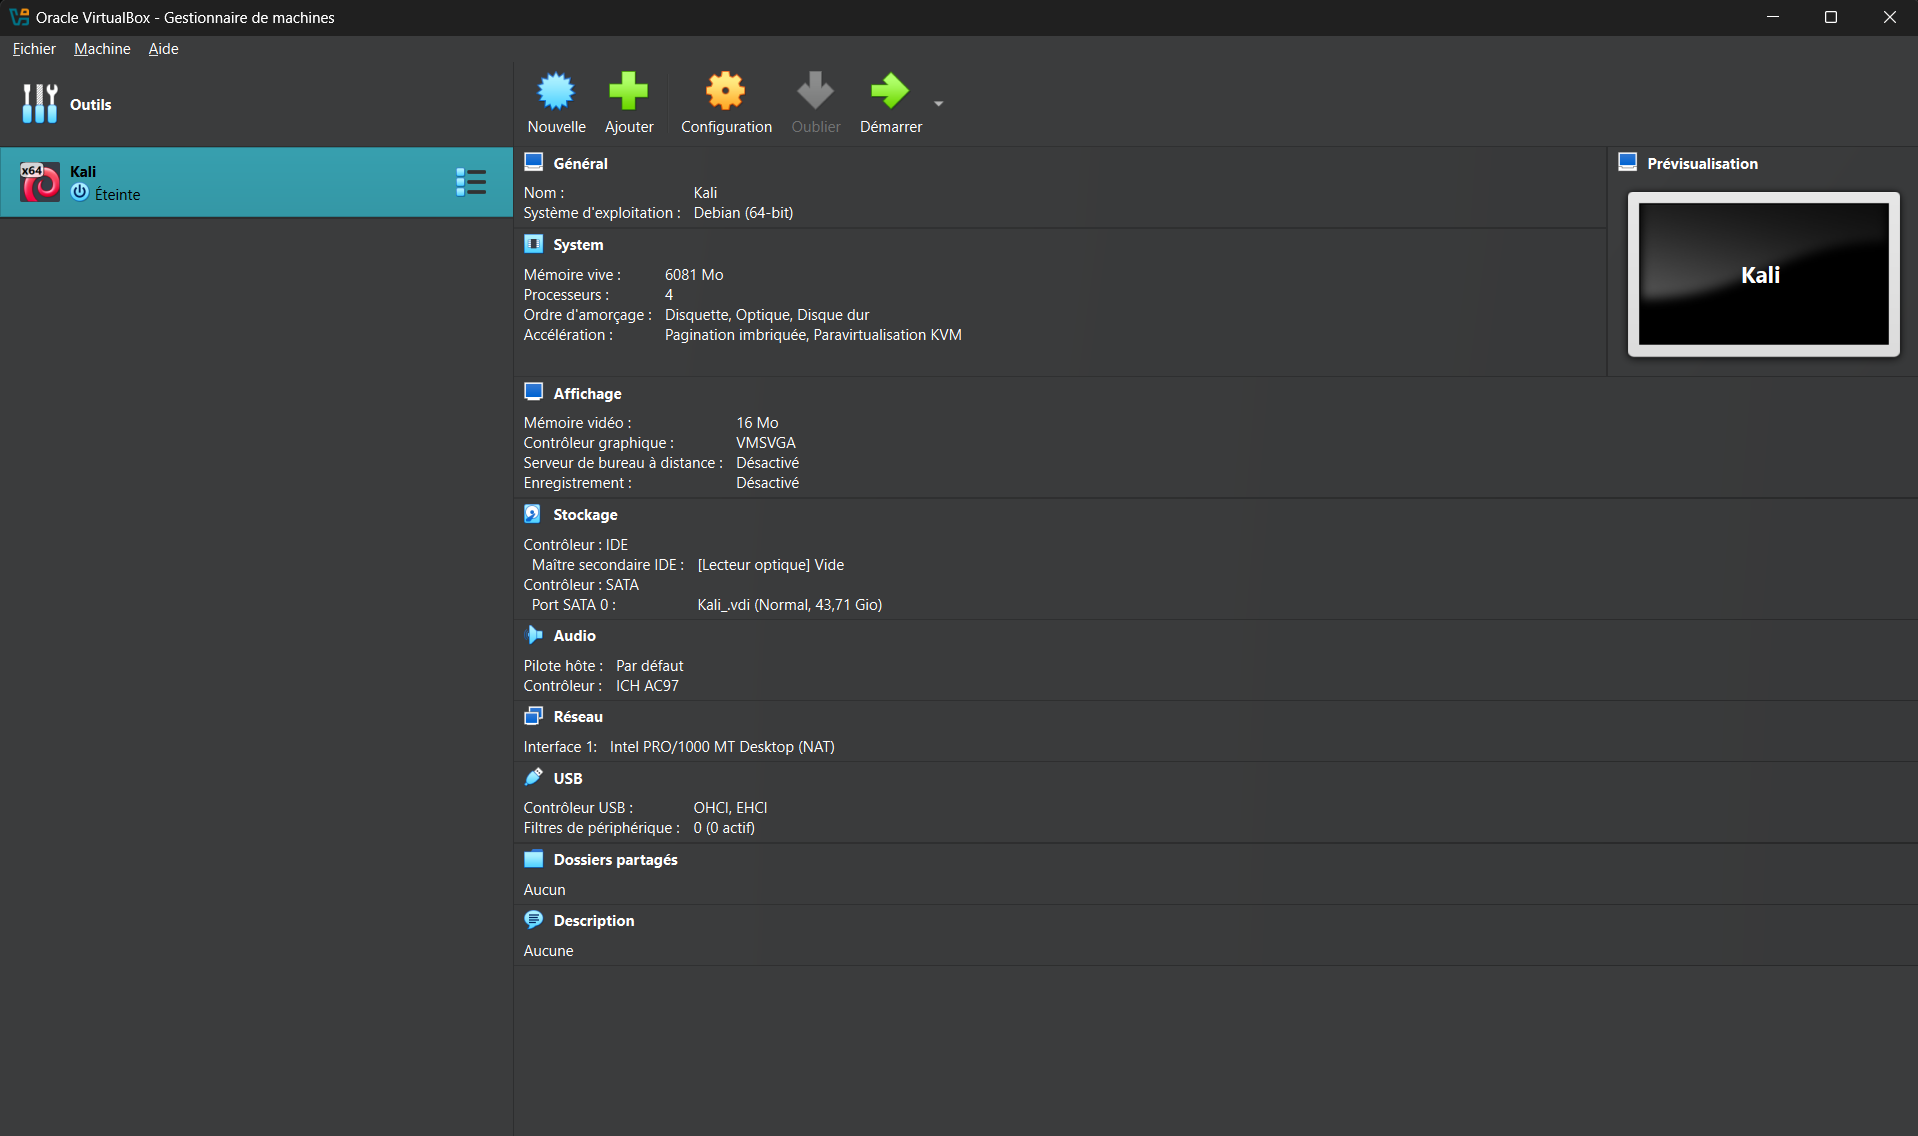 Oracle VirtualBox - Gestionnaire de machines
Fichier Machine Aide
Outils
Nouvelle Ajouter Configuration Oublier Démarrer
x64
Kali
Éteinte
Général
Nom : Kali
Système d'exploitation : Debian (64-bit)
System
Mémoire vive : 6081 Mo
Processeurs : 4
Ordre d'amorçage : Disquette, Optique, Disque dur
Accélération : Pagination imbriquée, Paravirtualisation KVM
Prévisualisation
Kali
Affichage
Mémoire vidéo : 16 Mo
Contrôleur graphique : VMSVGA
Serveur de bureau à distance : Désactivé
Enregistrement : Désactivé
Stockage
Contrôleur : IDE
Maître secondaire IDE : [Lecteur optique] Vide
Contrôleur : SATA
Port SATA 0 : Kali_.vdi (Normal, 43,71 Gio)
Audio
Pilote hôte : Par défaut
Contrôleur : ICH AC97
Réseau
Interface 1: Intel PRO/1000 MT Desktop (NAT)
USB
Contrôleur USB : OHCI, EHCI
Filtres de périphérique : 0 (0 actif)
Dossiers partagés
Aucun
Description
Aucune